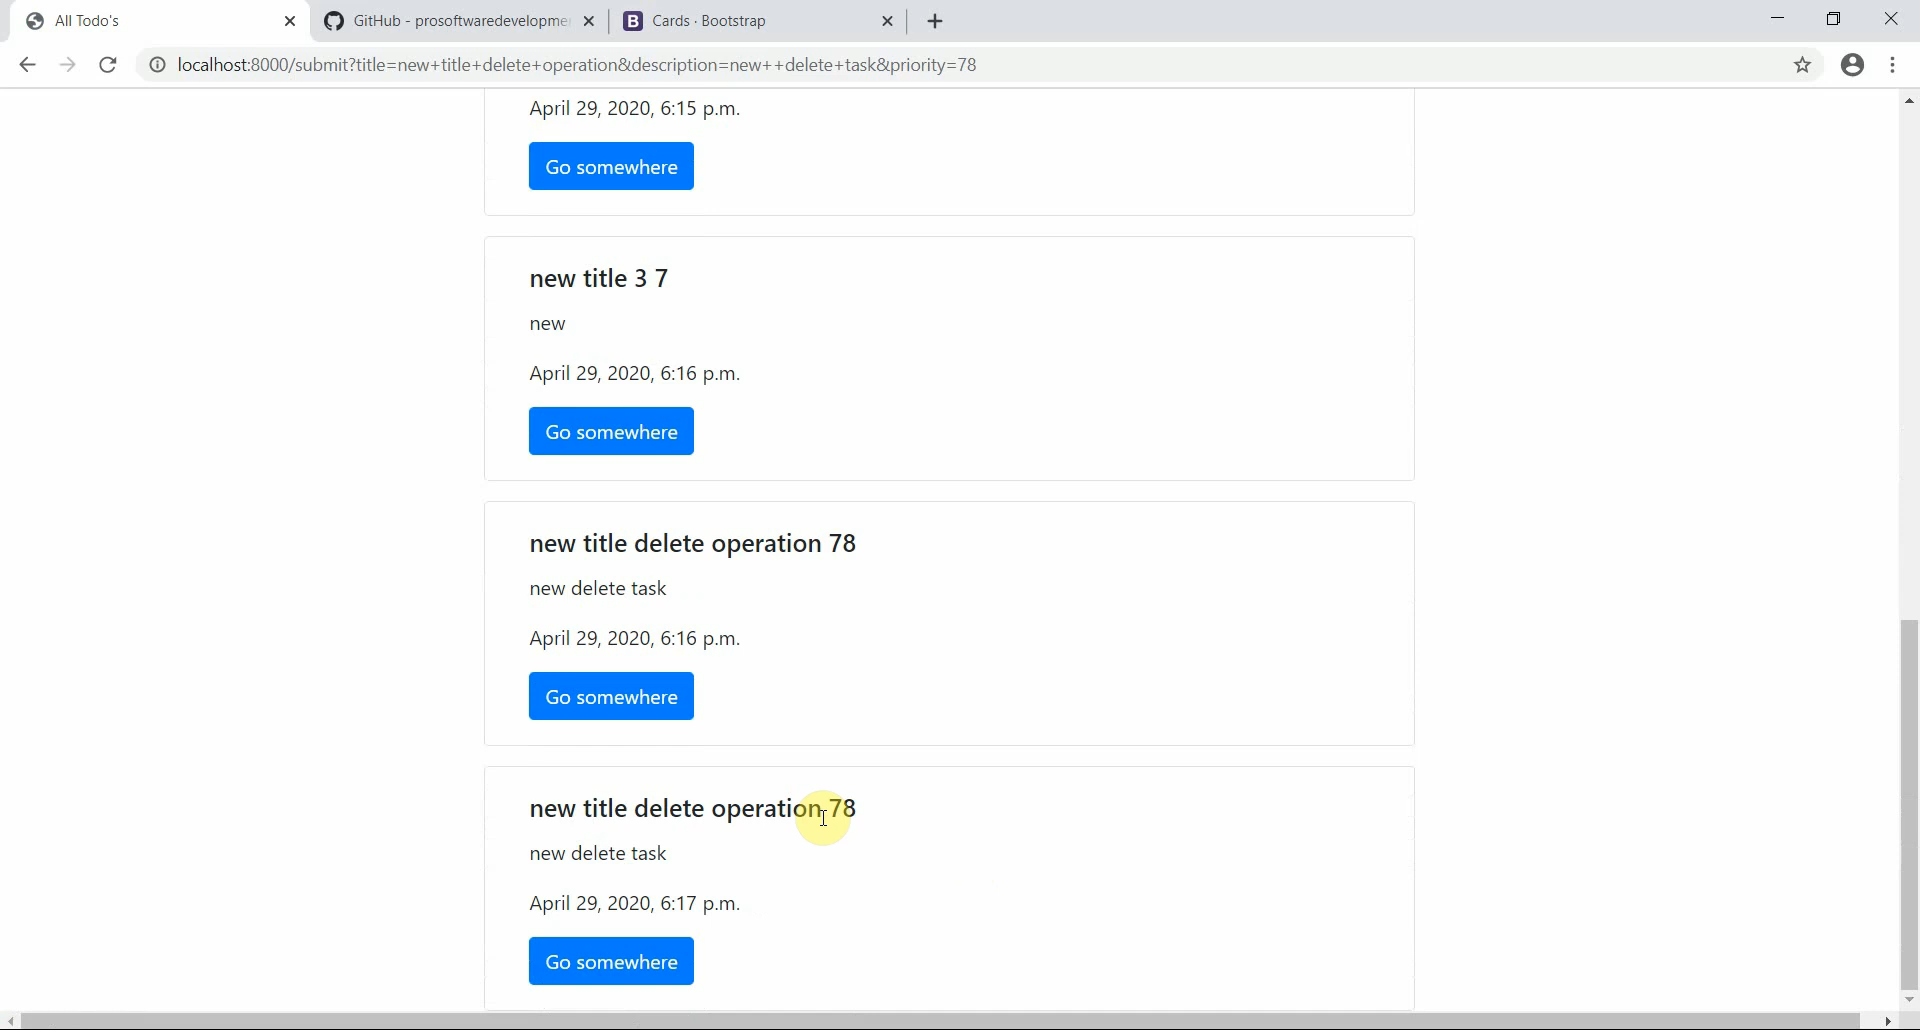 All Todo's
GitHub - prosoftwaredevelopme
B Cards · Bootstrap
localhost:8000/submit?title=new+title+delete+operation&description=new++delete+task&priority=78
April 29, 2020, 6:15 p.m.
Go somewhere
new title 3 7
new
April 29, 2020, 6:16 p.m.
Go somewhere
new title delete operation 78
new delete task
April 29, 2020, 6:16 p.m.
Go somewhere
new title delete operation 78
new delete task
April 29, 2020, 6:17 p.m.
Go somewhere